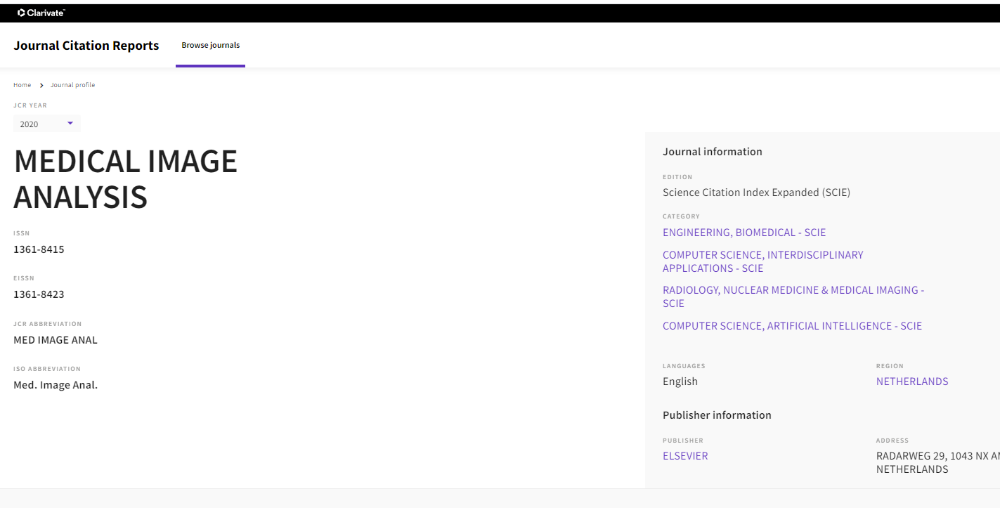 Clarivate™
Journal Citation Reports
Browse journals
Home > Journal profile
JCR YEAR
2020
MEDICAL IMAGE
ANALYSIS
ISSN
1361-8415
EISSN
1361-8423
JCR ABBREVIATION
MED IMAGE ANAL
ISO ABBREVIATION
Med. Image Anal.
Journal information
EDITION
Science Citation Index Expanded (SCIE)
CATEGORY
ENGINEERING, BIOMEDICAL - SCIE
COMPUTER SCIENCE, INTERDISCIPLINARY
APPLICATIONS - SCIE
RADIOLOGY, NUCLEAR MEDICINE & MEDICAL IMAGING -
SCIE
COMPUTER SCIENCE, ARTIFICIAL INTELLIGENCE - SCIE
LANGUAGES
English
REGION
NETHERLANDS
Publisher information
PUBLISHER
ELSEVIER
ADDRESS
RADARWEG 29, 1043 NX
NETHERLANDS